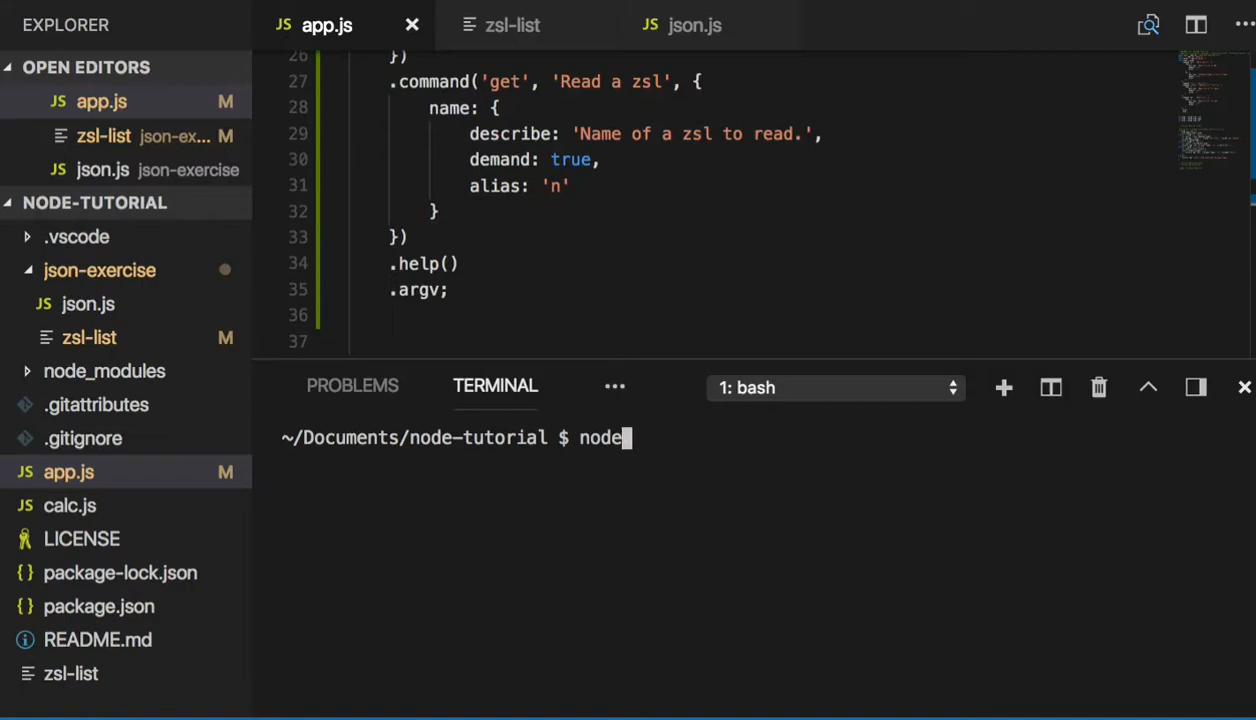 EXPLORER
JS app.js
zsl-list
JS json.js
OPEN EDITORS
JS app.js M
zsl-list json-ex... M
JS json.js json-exercise
NODE-TUTORIAL
.vscode
json-exercise
JS json.js
zsl-list M
node_modules
.gitattributes
.gitignore
JS app.js M
JS calc.js
LICENSE
{ } package-lock.json
{ } package.json
README.md
zsl-list
26 })
27 .command('get', 'Read a zsl', {
28 name: {
29 describe: 'Name of a zsl to read.',
30 demand: true,
31 alias: 'n'
32 }
33 })
34 .help()
35 .argv;
36
37
PROBLEMS TERMINAL ••• 1: bash
~/Documents/node-tutorial $ node